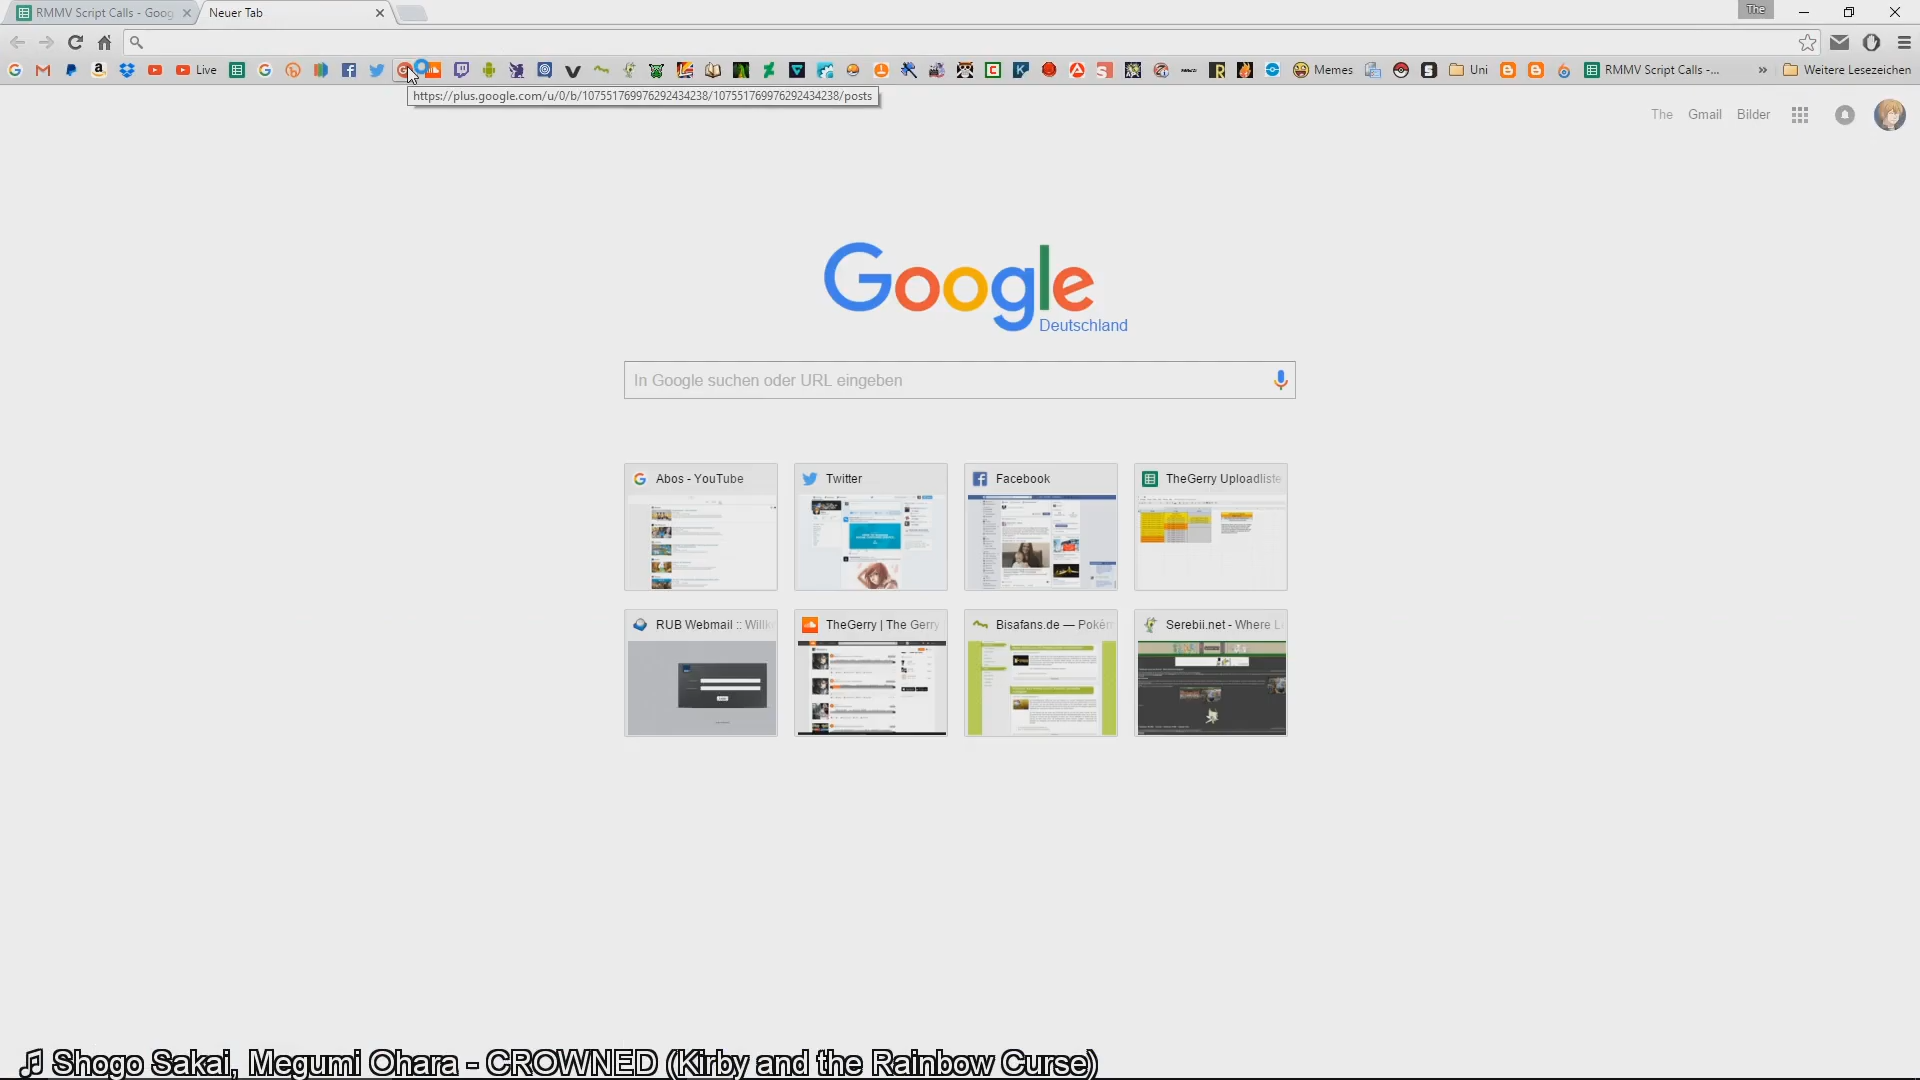 RMMV Script Calls - Goog
Neuer Tab
The
Live
Memes
Uni
RMMV Script Calls -...
»
Weitere Lesezeichen
https://plus.google.com/u/0/b/107551769976292434238/107551769976292434238/posts
The
Gmail
Bilder
Google
Deutschland
In Google suchen oder URL eingeben
Abos - YouTube
Twitter
Facebook
TheGerry Uploadliste
RUB Webmail :: Willk
TheGerry | The Gerry
Bisafans.de — Pokém
Serebii.net - Where L
♫ Shogo Sakai, Megumi Ohara - CROWNED (Kirby and the Rainbow Curse)